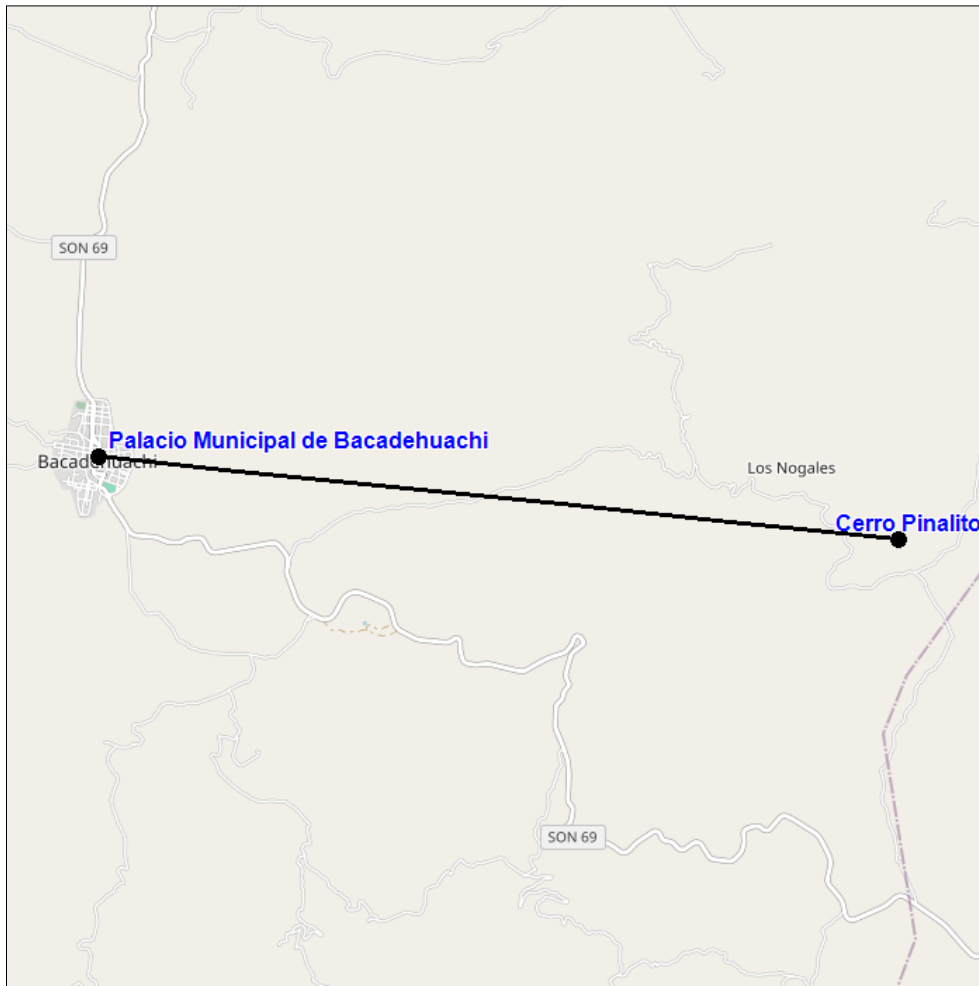 SON 69
Palacio Municipal de Bacadehuachi
Bacadehuachi
Los Nogales
Cerro Pinalito
SON 69